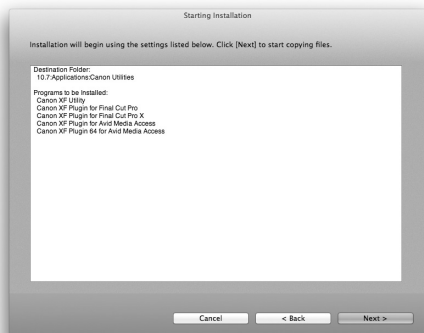 Starting Installation
Installation will begin using the settings listed below. Click [Next] to start copying files.
Destination Folder:
10.7:Applications:Canon Utilities
Programs to be Installed:
Canon XF Utility
Canon XF Plugin for Final Cut Pro
Canon XF Plugin for Final Cut Pro X
Canon XF Plugin for Avid Media Access
Canon XF Plugin 64 for Avid Media Access
Cancel
< Back
Next >